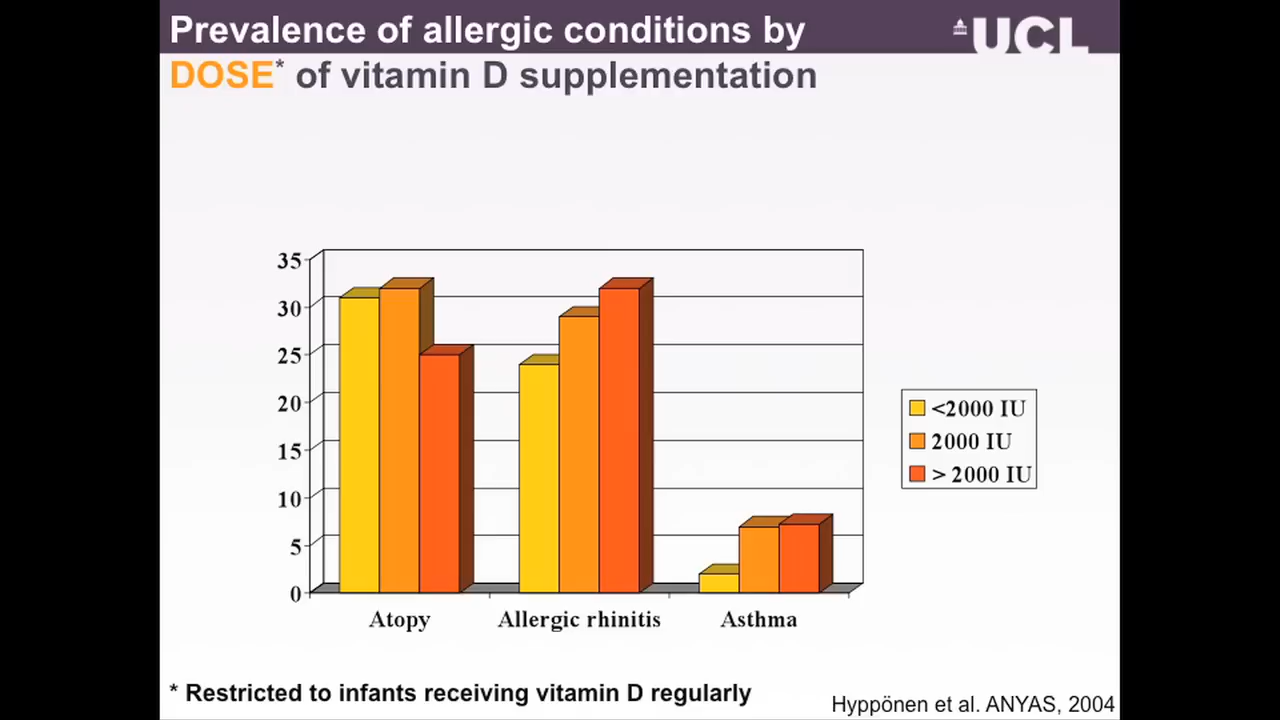 Prevalence of allergic conditions by
UCL
DOSE* of vitamin D supplementation
35
30
25
20
15
10
5
0
Atopy
Allergic rhinitis
Asthma
<2000 IU
2000 IU
> 2000 IU
* Restricted to infants receiving vitamin D regularly
Hyppönen et al. ANYAS, 2004